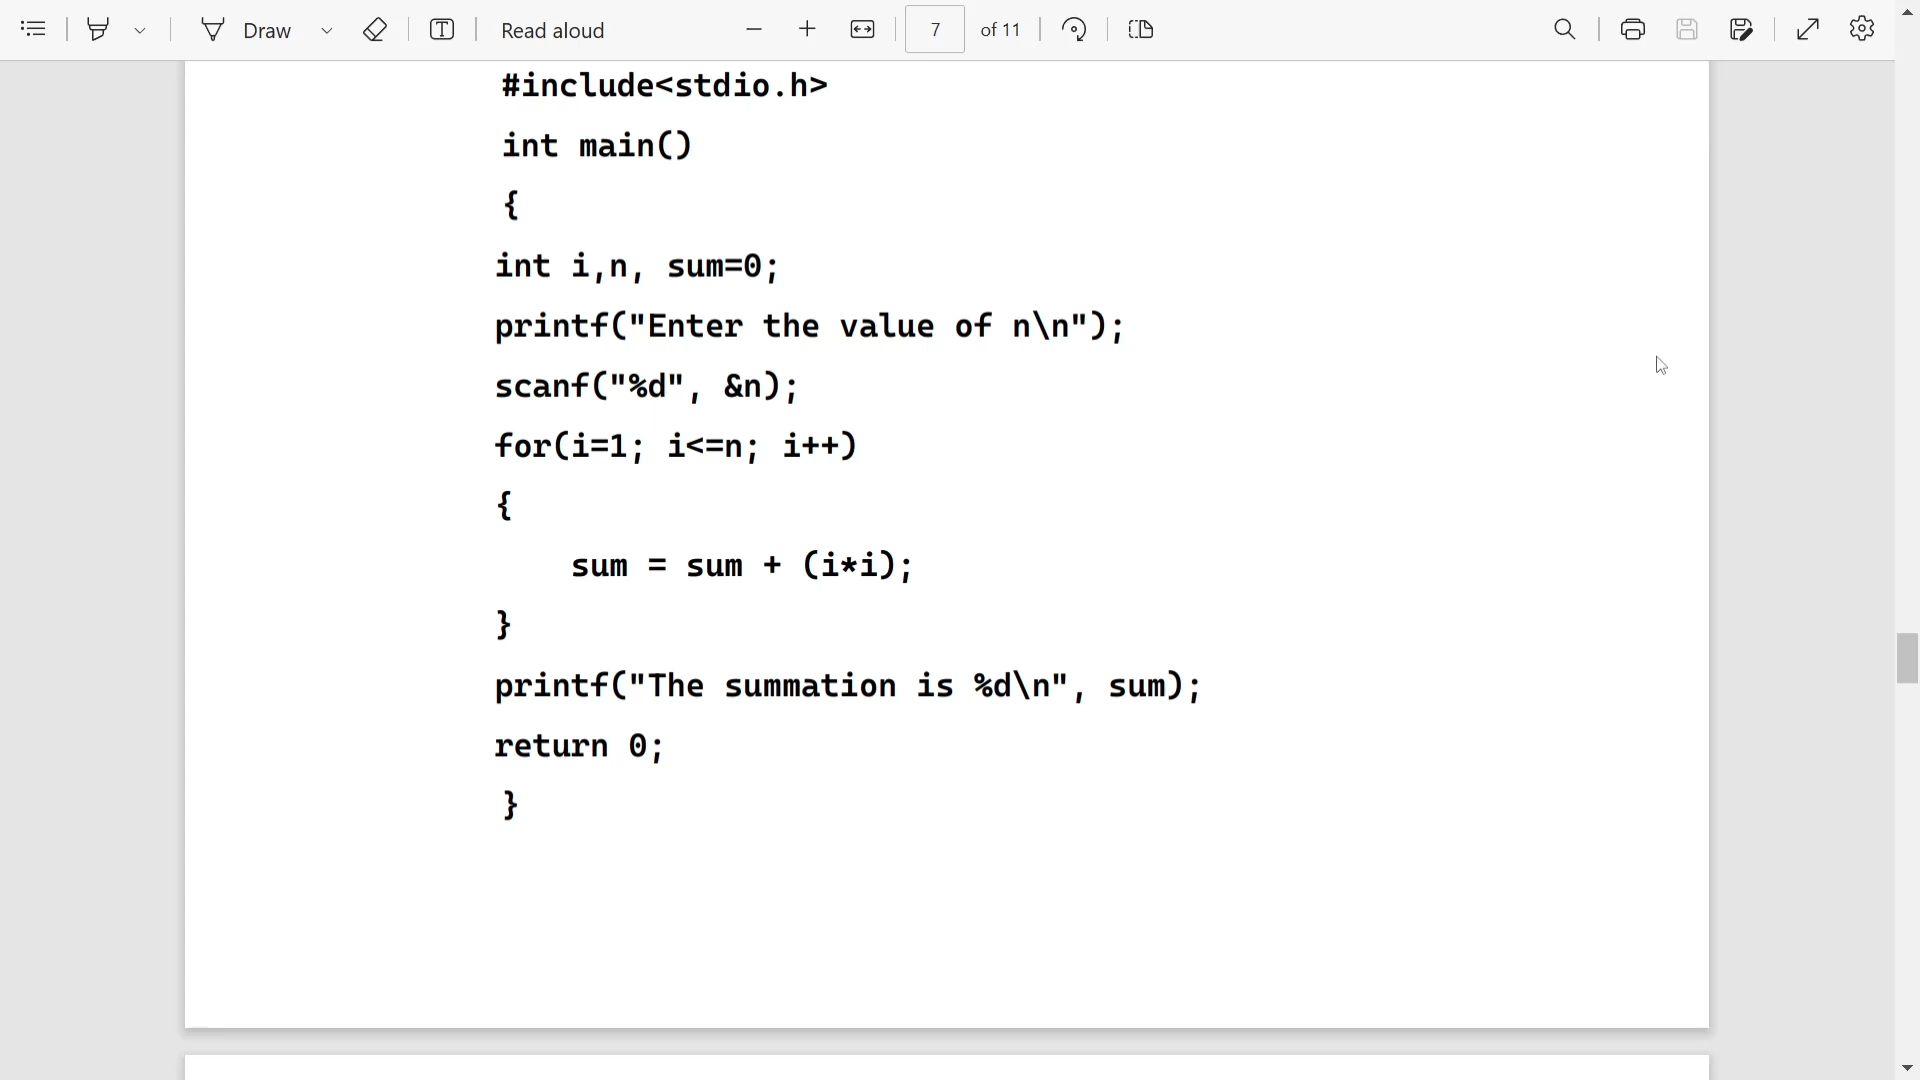 Draw Read aloud 7 of 11
#include<stdio.h>
int main()
{
int i,n, sum=0;
printf("Enter the value of n\n");
scanf("%d", &n);
for(i=1; i<=n; i++)
{
sum = sum + (i*i);
}
printf("The summation is %d\n", sum);
return 0;
}